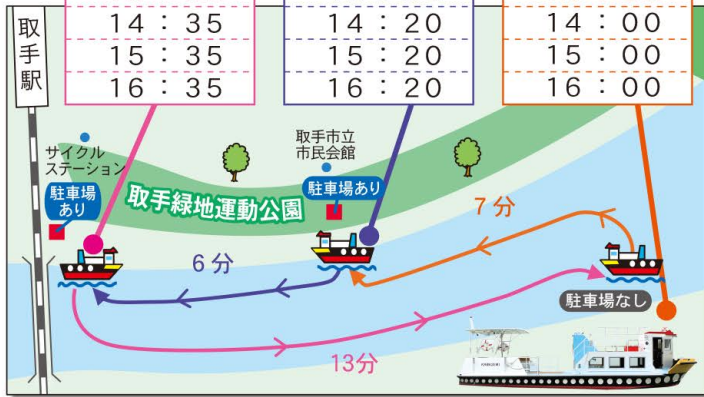 取手駅
14：35
15：35
16：35
14：20
15：20
16：20
14：00
15：00
16：00
サイクル
ステーション
駐車場
あり
取手緑地運動公園
取手市立
市民会館
駐車場あり
7分
6分
13分
駐車場なし